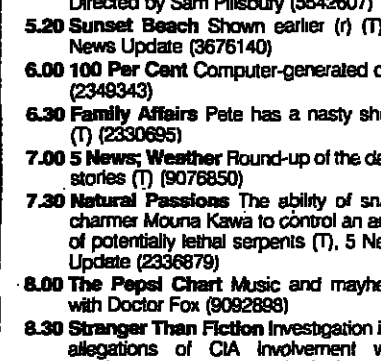 Directed by Sam Pillsbury (5542607)
5.20 Sunset Beach Shown earlier (r) (T)
News Update (3676140)
6.00 100 Per Cent Computer-generated
(2349343)
6.30 Family Affairs Pete has a nasty
(T) (2330695)
7.00 5 News; Weather Round-up of the
stories (T) (9076850)
7.30 Natural Passions The ability of
charmer Mouna Kawa to control an
of potentially lethal serpents (T), 5
Update (2336879)
8.00 The Pepsi Chart Music and
with Doctor Fox (9092898)
8.30 Stranger Than Fiction Investigation
allegations of CIA involvement